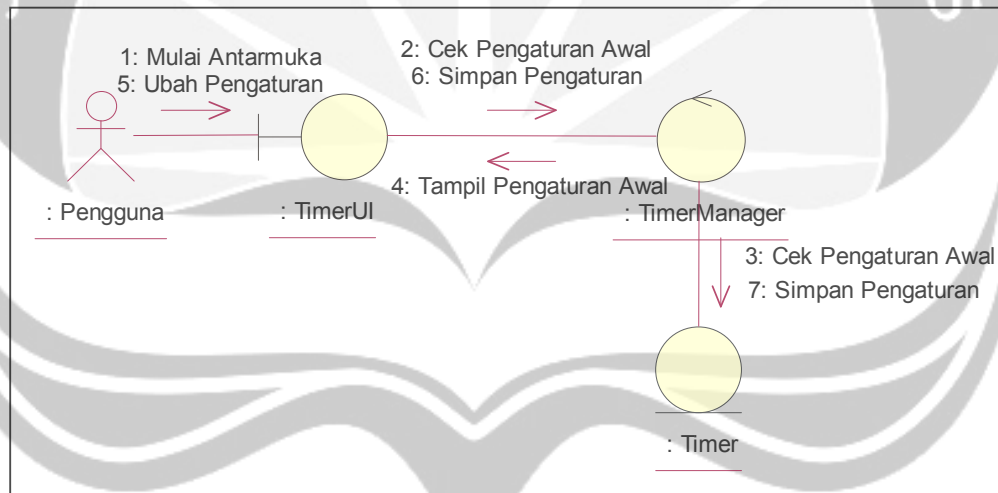 1: Mulai Antarmuka
5: Ubah Pengaturan
2: Cek Pengaturan Awal
6: Simpan Pengaturan
4: Tampil Pengaturan Awal
: Pengguna
: TimerUI
: TimerManager
3: Cek Pengaturan Awal
7: Simpan Pengaturan
: Timer